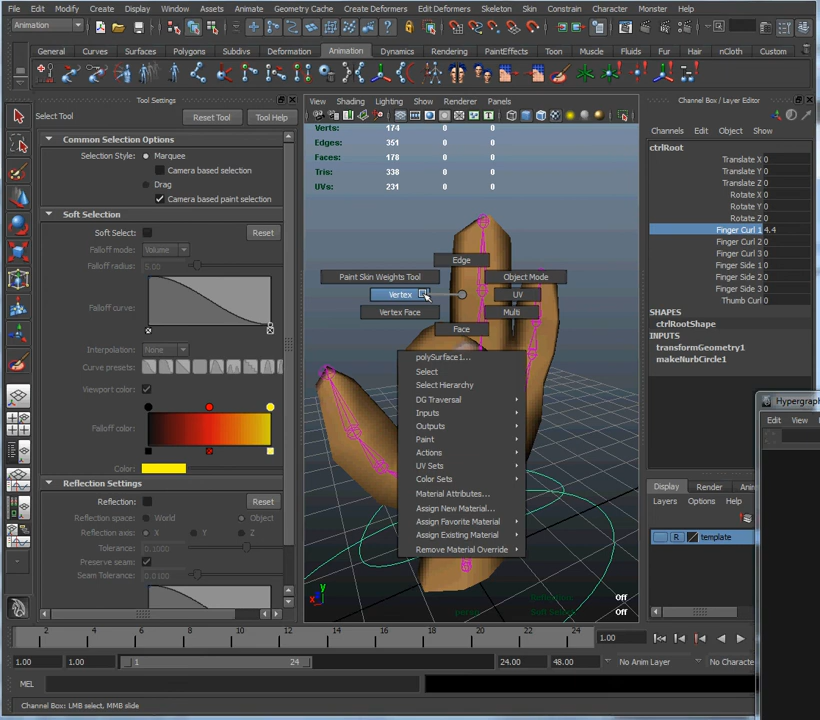 File Edit Modify Create Display Window Assets Animate Geometry Cache Create Deformers Edit Deformers Skeleton Skin Constrain Character Muscle
Animation
General Curves Surfaces Polygons Subdivs Deformation Animation Dynamics Rendering PaintEffects Toon Muscle Fluids Fur Hair nCloth Custom
Tool Settings
Select Tool Reset Tool Tool Help
Common Selection Options
Selection Style: Marquee
Camera based selection
Drag
Camera based paint selection
Soft Selection
Soft Select: Reset
Falloff mode: Volume
Falloff radius: 5.00
Falloff curve:
Interpolation: None
Curve presets:
Viewport color:
Falloff color:
Color:
Reflection Settings
Reflection: Reset
Reflection space: World Object
Reflection axis: X Y Z
Tolerance: 0.1000
Preserve seam:
Seam Tolerance: 0.0100
View Shading Lighting Show Renderer Panels
Verts: 174 0 0
Edges: 351 0 0
Faces: 178 0 0
Tris: 338 0 0
UVs: 231 0 0
Edge
Paint Skin Weights Tool Object Mode
Vertex UV
Vertex Face Multi
Face
polySurface1...
Select
Select Hierarchy
DG Traversal
Inputs
Outputs
Paint
Actions
UV Sets
Color Sets
Material Attributes...
Assign New Material...
Assign Favorite Material
Assign Existing Material
Remove Material Override
y
x
persp
Off
Off
Channel Box / Layer Editor
Channels Edit Object Show
ctrlRoot
Translate X 0
Translate Y 0
Translate Z 0
Rotate X 0
Rotate Y 0
Rotate Z 0
Finger Curl 1 4.4
Finger Curl 2 0
Finger Curl 3 0
Finger Side 1 0
Finger Side 2 0
Finger Side 3 0
Thumb Curl 0
SHAPES
ctrlRootShape
INPUTS
transformGeometry1
makeNurbCircle1
Hypergraph
Edit View
Display Render Anim
Layers Options Help
R template
2 4 6 8 10 12 14 16 18 20 22 24 1.00
1.00 1.00 1 24 24.00 48.00 No Anim Layer No Characte
MEL
Channel Box: LMB select, MMB slide